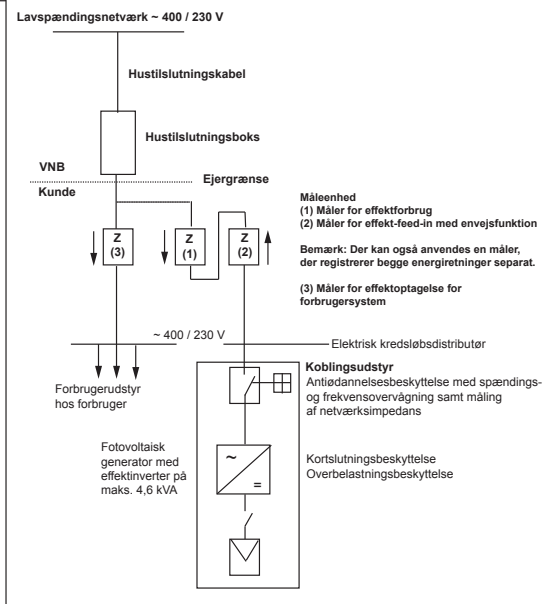 Lavspændingsnetværk ~ 400 / 230 V
Hustilslutningskabel
Hustilslutningsboks
VNB
Ejergrænse
Kunde
Måleenhed
(1) Måler for effektforbrug
(2) Måler for effekt-feed-in med envejsfunktion
Bemærk: Der kan også anvendes en måler,
der registrerer begge energiretninger separat.
(3) Måler for effektoptagelse for
forbrugersystem
Z
(3)
Z
(1)
Z
(2)
~ 400 / 230 V
Elektrisk kredsløbsdistributør
Forbrugerudstyr
hos forbruger
Koblingsudstyr
Antiødannelsesbeskyttelse med spændings-
og frekvensovervågning samt måling
af netværksimpedans
Fotovoltaisk
generator med
effektinverter på
maks. 4,6 kVA
~
=
Kortslutningsbeskyttelse
Overbelastningsbeskyttelse